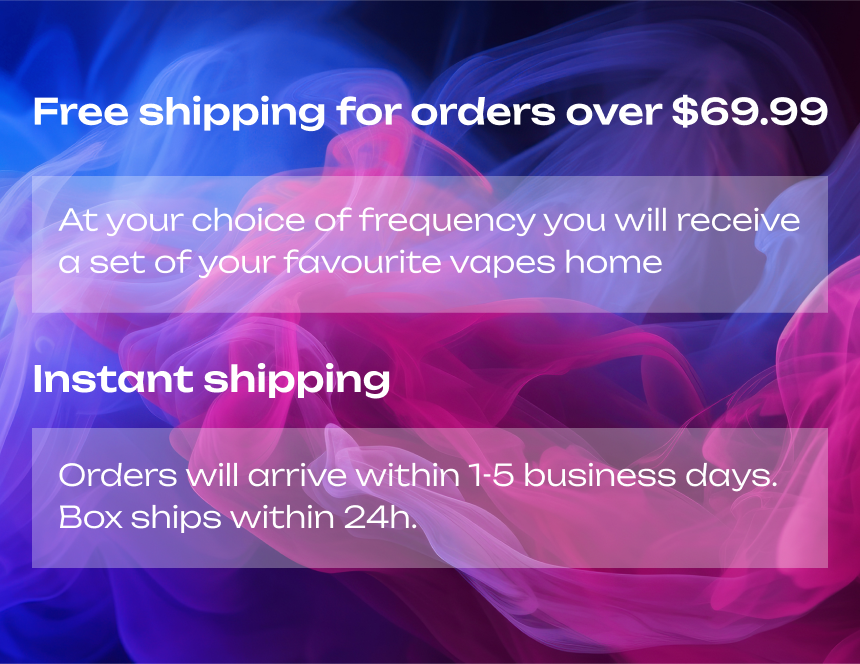 Free shipping for orders over $69.99
At your choice of frequency you will receive
a set of your favourite vapes home
Instant shipping
Orders will arrive within 1-5 business days.
Box ships within 24h.